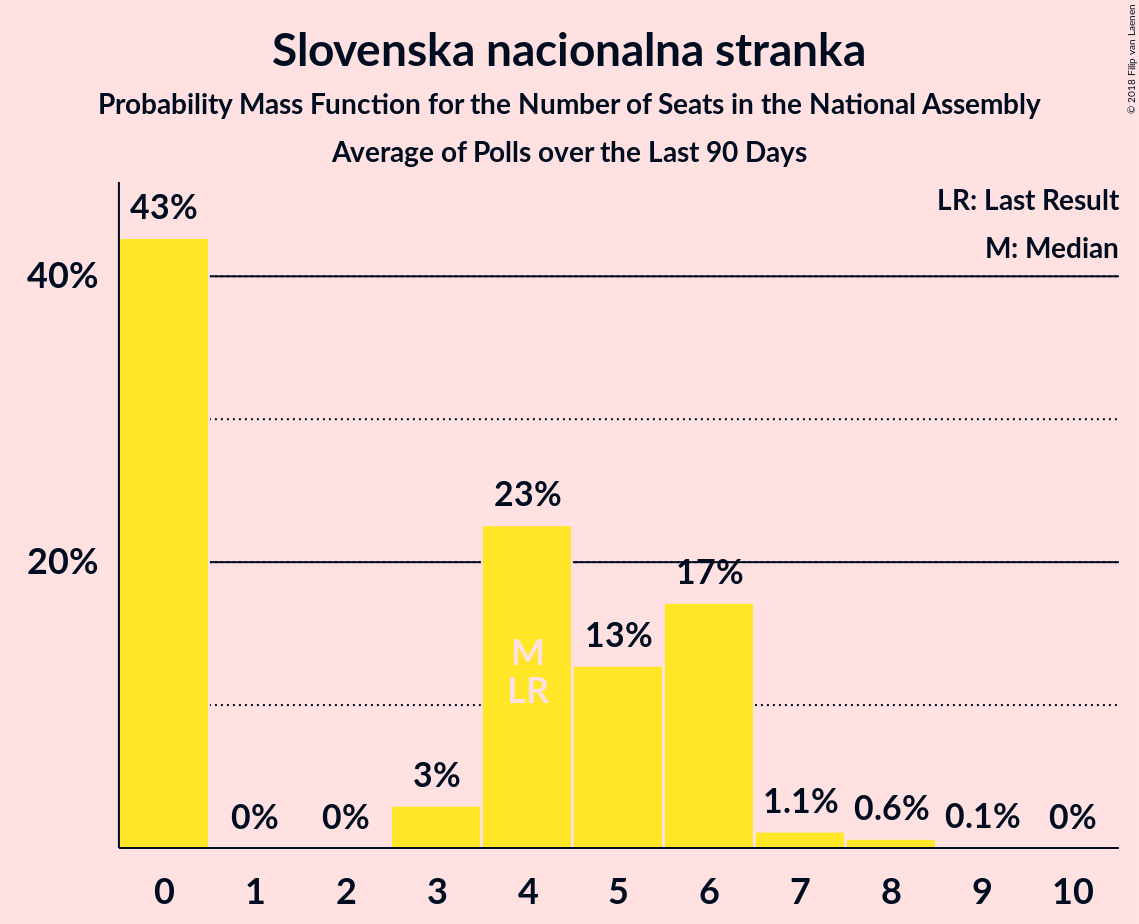 Slovenska nacionalna stranka
Probability Mass Function for the Number of Seats in the National Assembly
Average of Polls over the Last 90 Days
© 2018 Filip van Laenen
LR: Last Result
M: Median
43%
40%
23%
20%
17%
13%
M
LR
3%
0%
0%
1.1%
0.6%
0.1%
0%
0 1 2 3 4 5 6 7 8 9 10